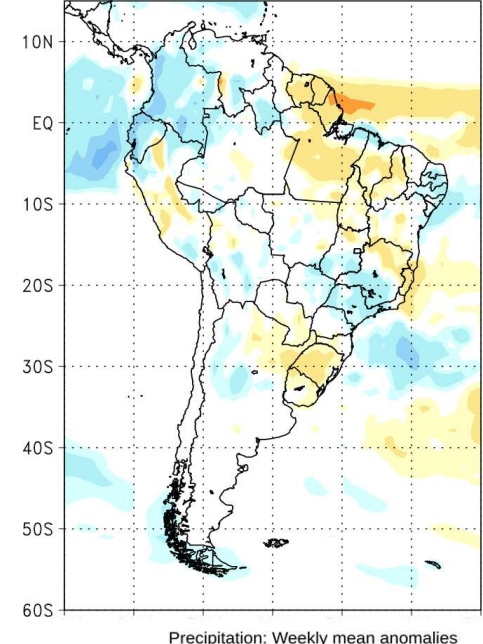 10N
EQ
10S
20S
30S
40S
50S
60S
Precipitation: Weekly mean anomalies